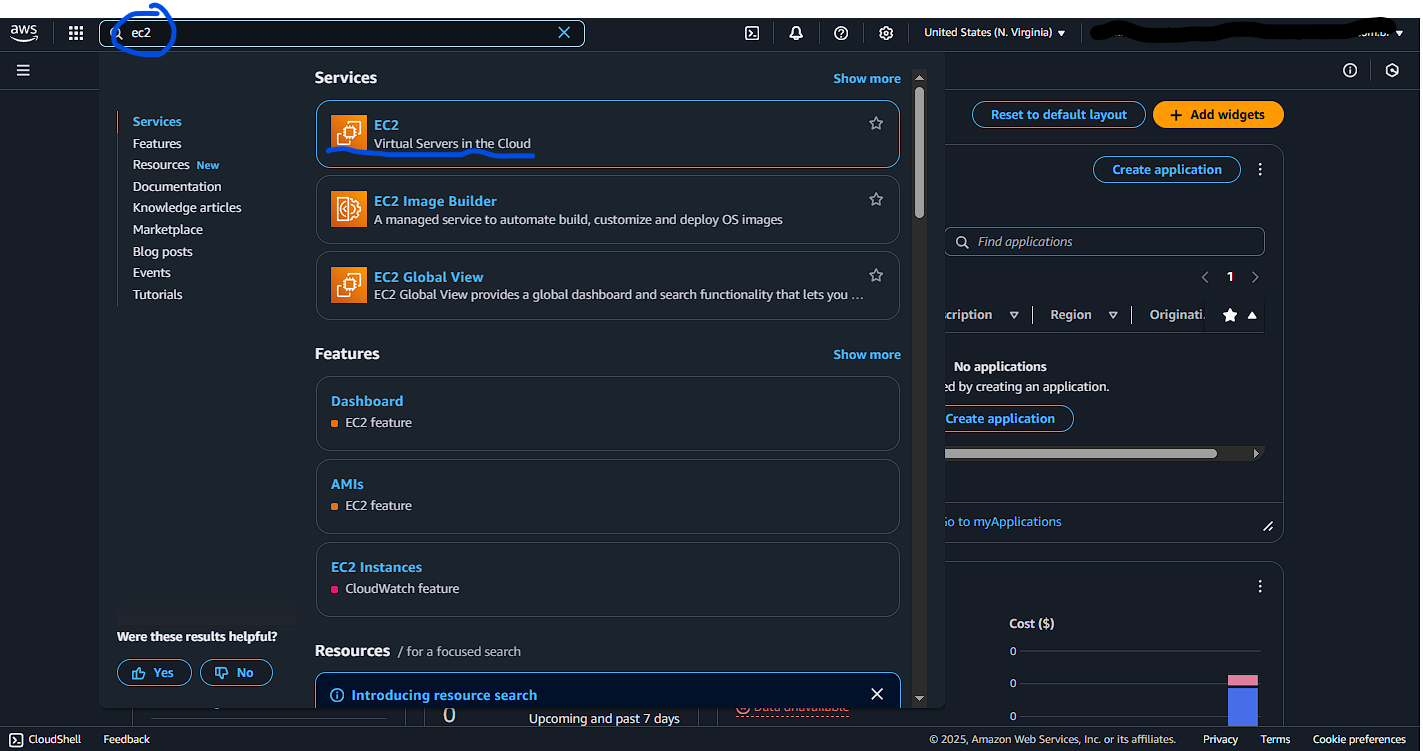 aws
ec2
United States (N. Virginia)
Services
Features
Resources New
Documentation
Knowledge articles
Marketplace
Blog posts
Events
Tutorials
Were these results helpful?
Yes
No
Services
Show more
EC2
Virtual Servers in the Cloud
EC2 Image Builder
A managed service to automate build, customize and deploy OS images
EC2 Global View
EC2 Global View provides a global dashboard and search functionality that lets you ...
Features
Show more
Dashboard
EC2 feature
AMIs
EC2 feature
EC2 Instances
CloudWatch feature
Resources / for a focused search
Introducing resource search
Reset to default layout
+ Add widgets
Create application
Find applications
1
cription
Region
Originati
No applications
ed by creating an application.
Create application
Go to myApplications
Cost ($)
0
0
0
0
Upcoming and past 7 days
Data unavailable
CloudShell
Feedback
© 2025, Amazon Web Services, Inc. or its affiliates.
Privacy
Terms
Cookie preferences